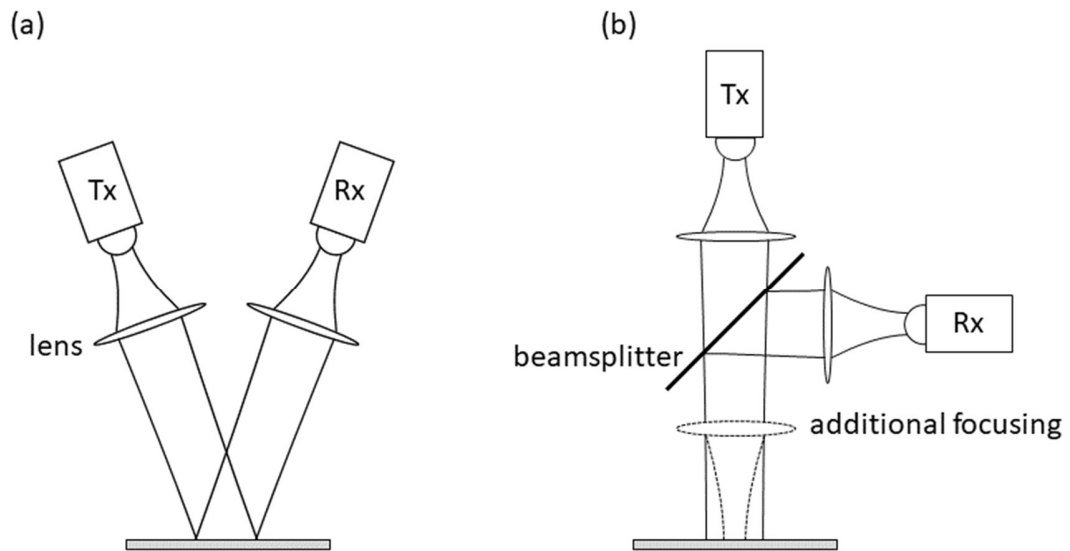 (a)
Tx
Rx
lens
(b)
Tx
Rx
beamsplitter
additional focusing